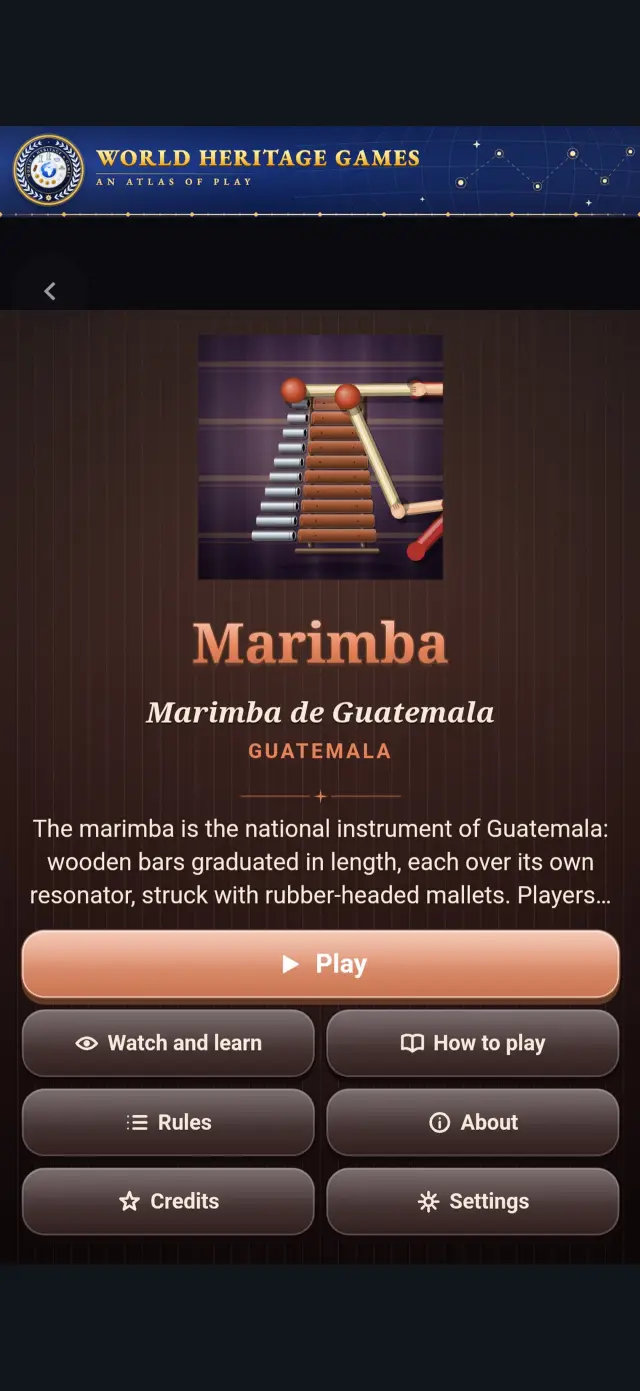 WORLD HERITAGE GAMES
AN ATLAS OF PLAY
Marimba
Marimba de Guatemala
GUATEMALA
The marimba is the national instrument of Guatemala:
wooden bars graduated in length, each over its own
resonator, struck with rubber-headed mallets. Players…
Play
Watch and learn
How to play
Rules
About
Credits
Settings